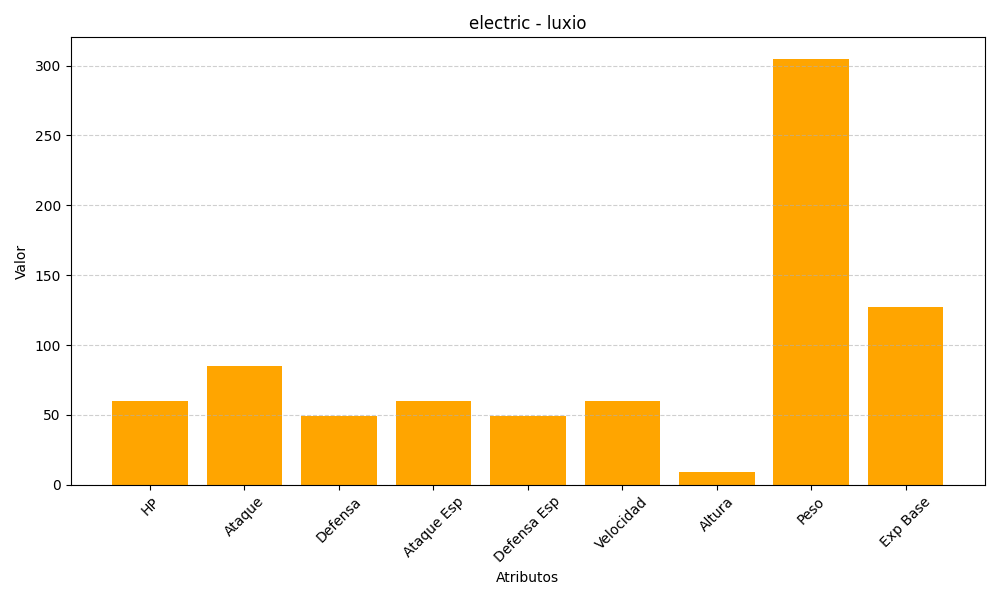 electric - luxio
Valor
300
250
200
150
100
50
0
HP
Ataque
Defensa
Ataque Esp
Defensa Esp
Velocidad
Altura
Peso
Exp Base
Atributos